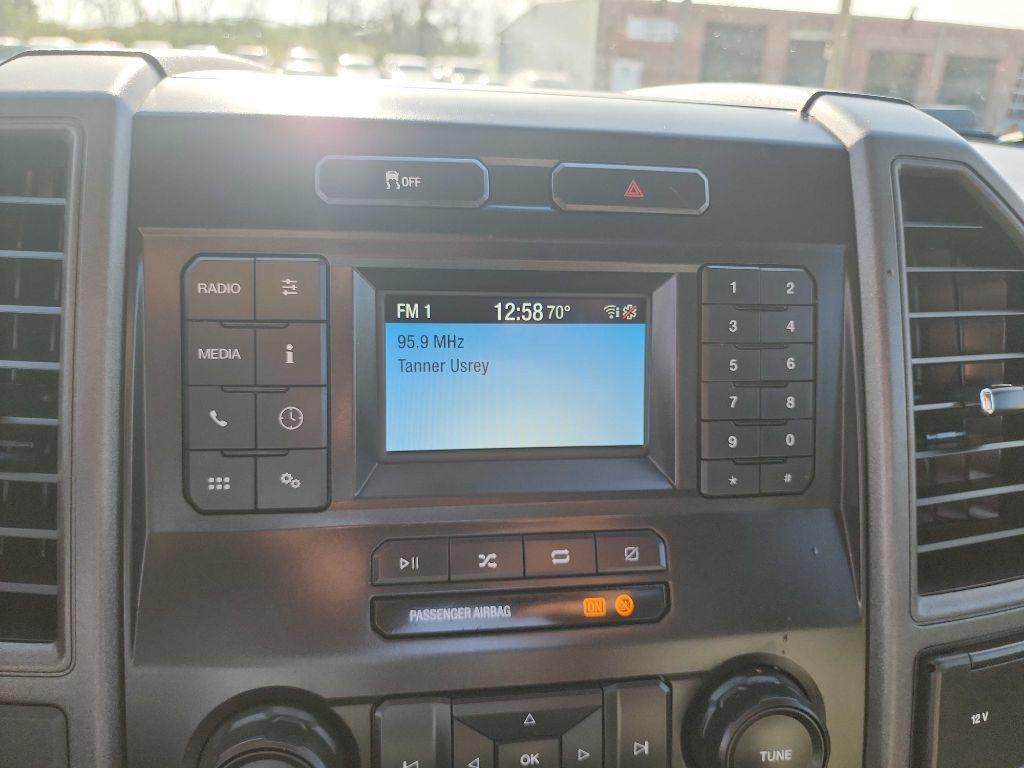 OFF
RADIO
FM 1 12:58 70°
1 2
95.9 MHz
3 4
Tanner Usrey
MEDIA
i
5 6
7 8
9 0
* #
PASSENGER AIRBAG ON
OK
TUNE
12 V